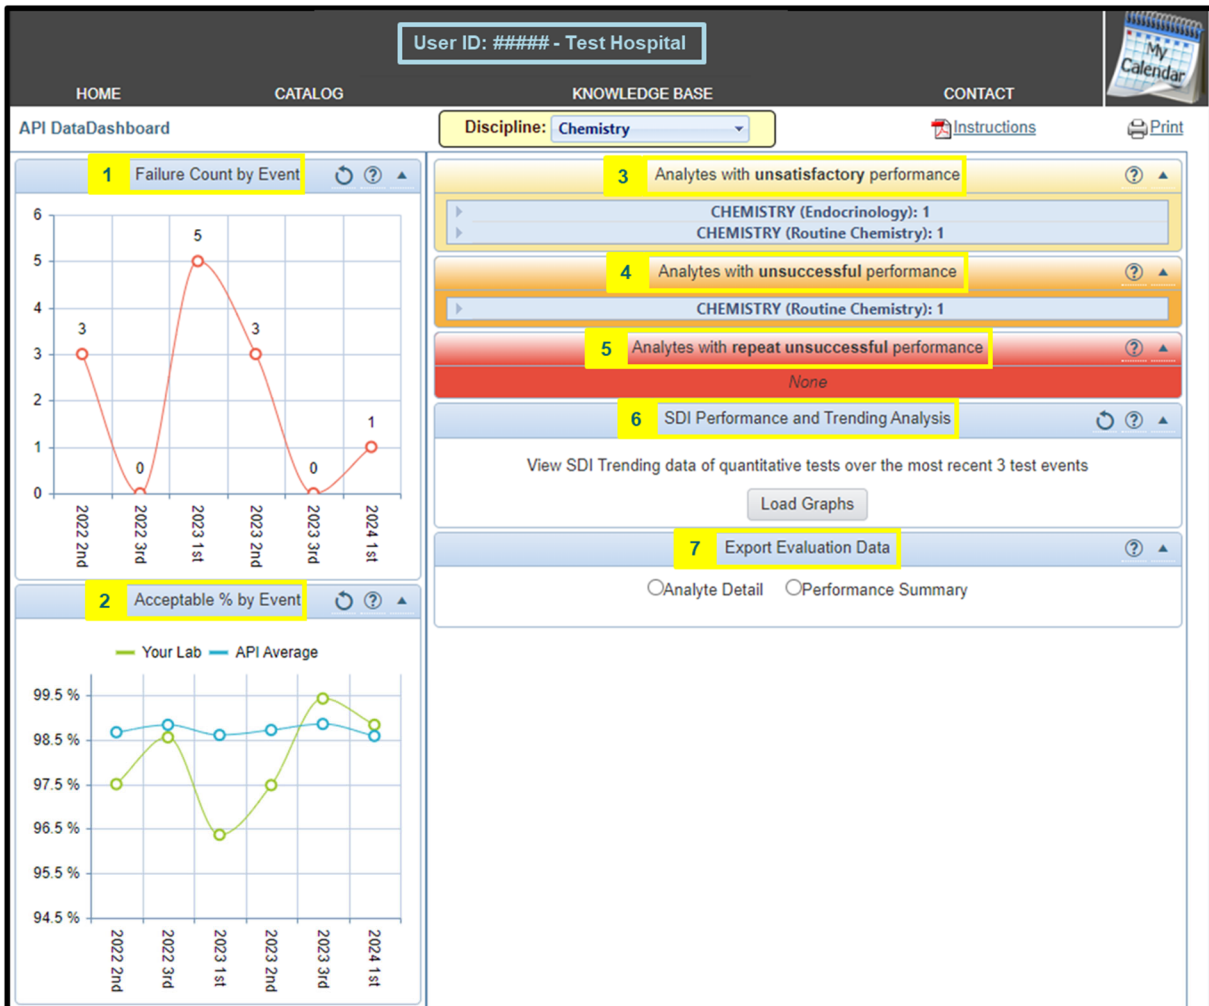 User ID: ##### - Test Hospital
My
Calendar
HOME CATALOG KNOWLEDGE BASE CONTACT
API DataDashboard
Discipline: Chemistry
Instructions
Print
1 Failure Count by Event
6
5
4
3
2
1
0
3
0
5
3
0
1
2022 2nd
2022 3rd
2023 1st
2023 2nd
2023 3rd
2024 1st
2 Acceptable % by Event
Your Lab API Average
99.5 %
98.5 %
97.5 %
96.5 %
95.5 %
94.5 %
2022 2nd
2022 3rd
2023 1st
2023 2nd
2023 3rd
2024 1st
3 Analytes with unsatisfactory performance
CHEMISTRY (Endocrinology): 1
CHEMISTRY (Routine Chemistry): 1
4 Analytes with unsuccessful performance
CHEMISTRY (Routine Chemistry): 1
5 Analytes with repeat unsuccessful performance
None
6 SDI Performance and Trending Analysis
View SDI Trending data of quantitative tests over the most recent 3 test events
Load Graphs
7 Export Evaluation Data
Analyte Detail Performance Summary